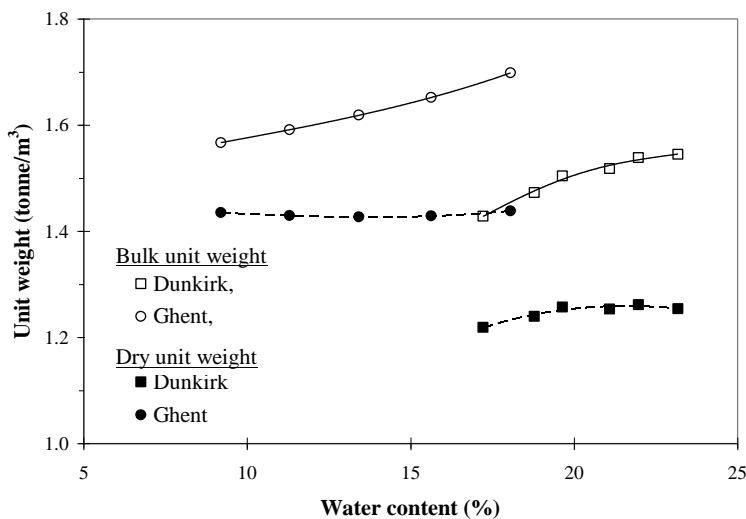 1.8
1.6
1.4
1.2
1.0
Unit weight (tonne/m³)
Bulk unit weight
Dunkirk,
Ghent,
Dry unit weight
Dunkirk
Ghent
5 10 15 20 25
Water content (%)